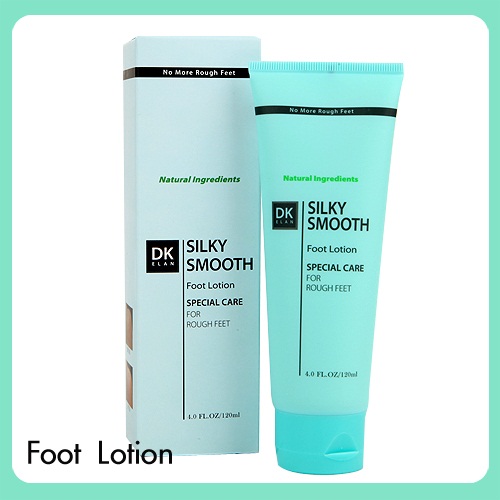 No More Rough Feet
Natural Ingredients
DK
ELAN
SILKY
SMOOTH
Foot Lotion
SPECIAL CARE
FOR
ROUGH FEET
4.0 FL.OZ/120ml
No More Rough Feet
Natural Ingredients
DK
ELAN
SILKY
SMOOTH
Foot Lotion
SPECIAL CARE
FOR
ROUGH FEET
4.0 FL.OZ/120ml
Foot Lotion